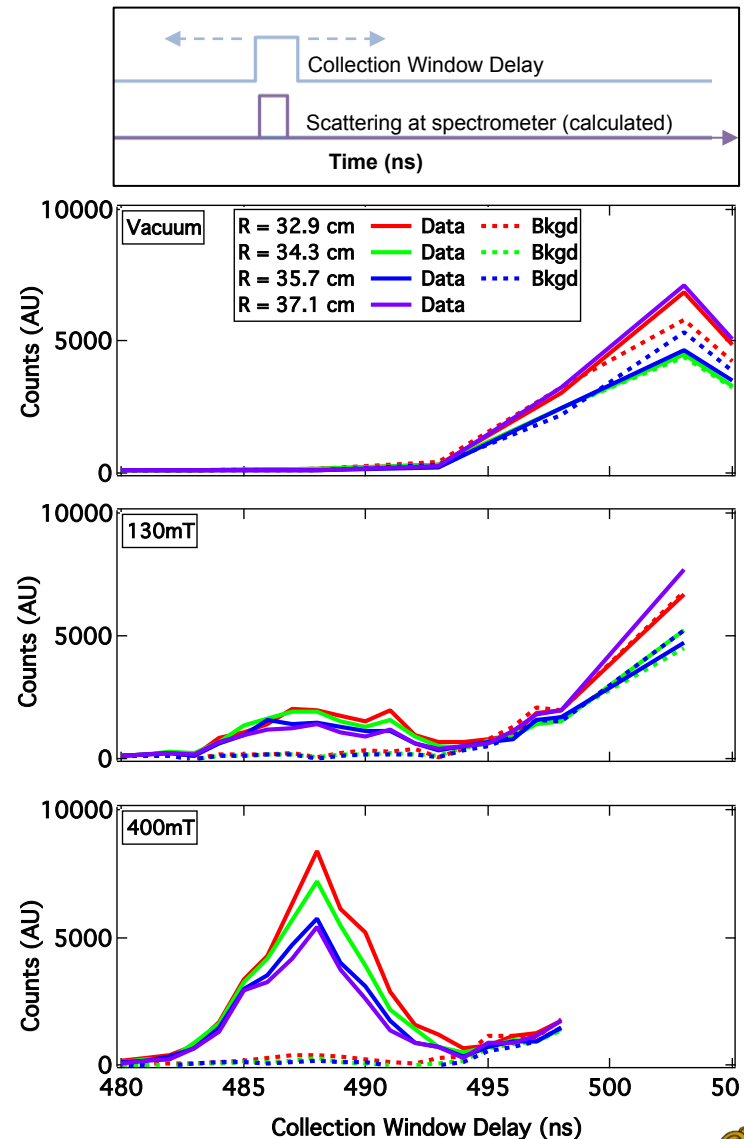 Collection Window Delay
Scattering at spectrometer (calculated)
Time (ns)
10000
Vacuum
R = 32.9 cm Data Bkgd
R = 34.3 cm Data Bkgd
R = 35.7 cm Data Bkgd
R = 37.1 cm Data
5000
0
Counts (AU)
10000
130mT
5000
0
Counts (AU)
10000
400mT
5000
0
Counts (AU)
480 485 490 495 500 50
Collection Window Delay (ns)